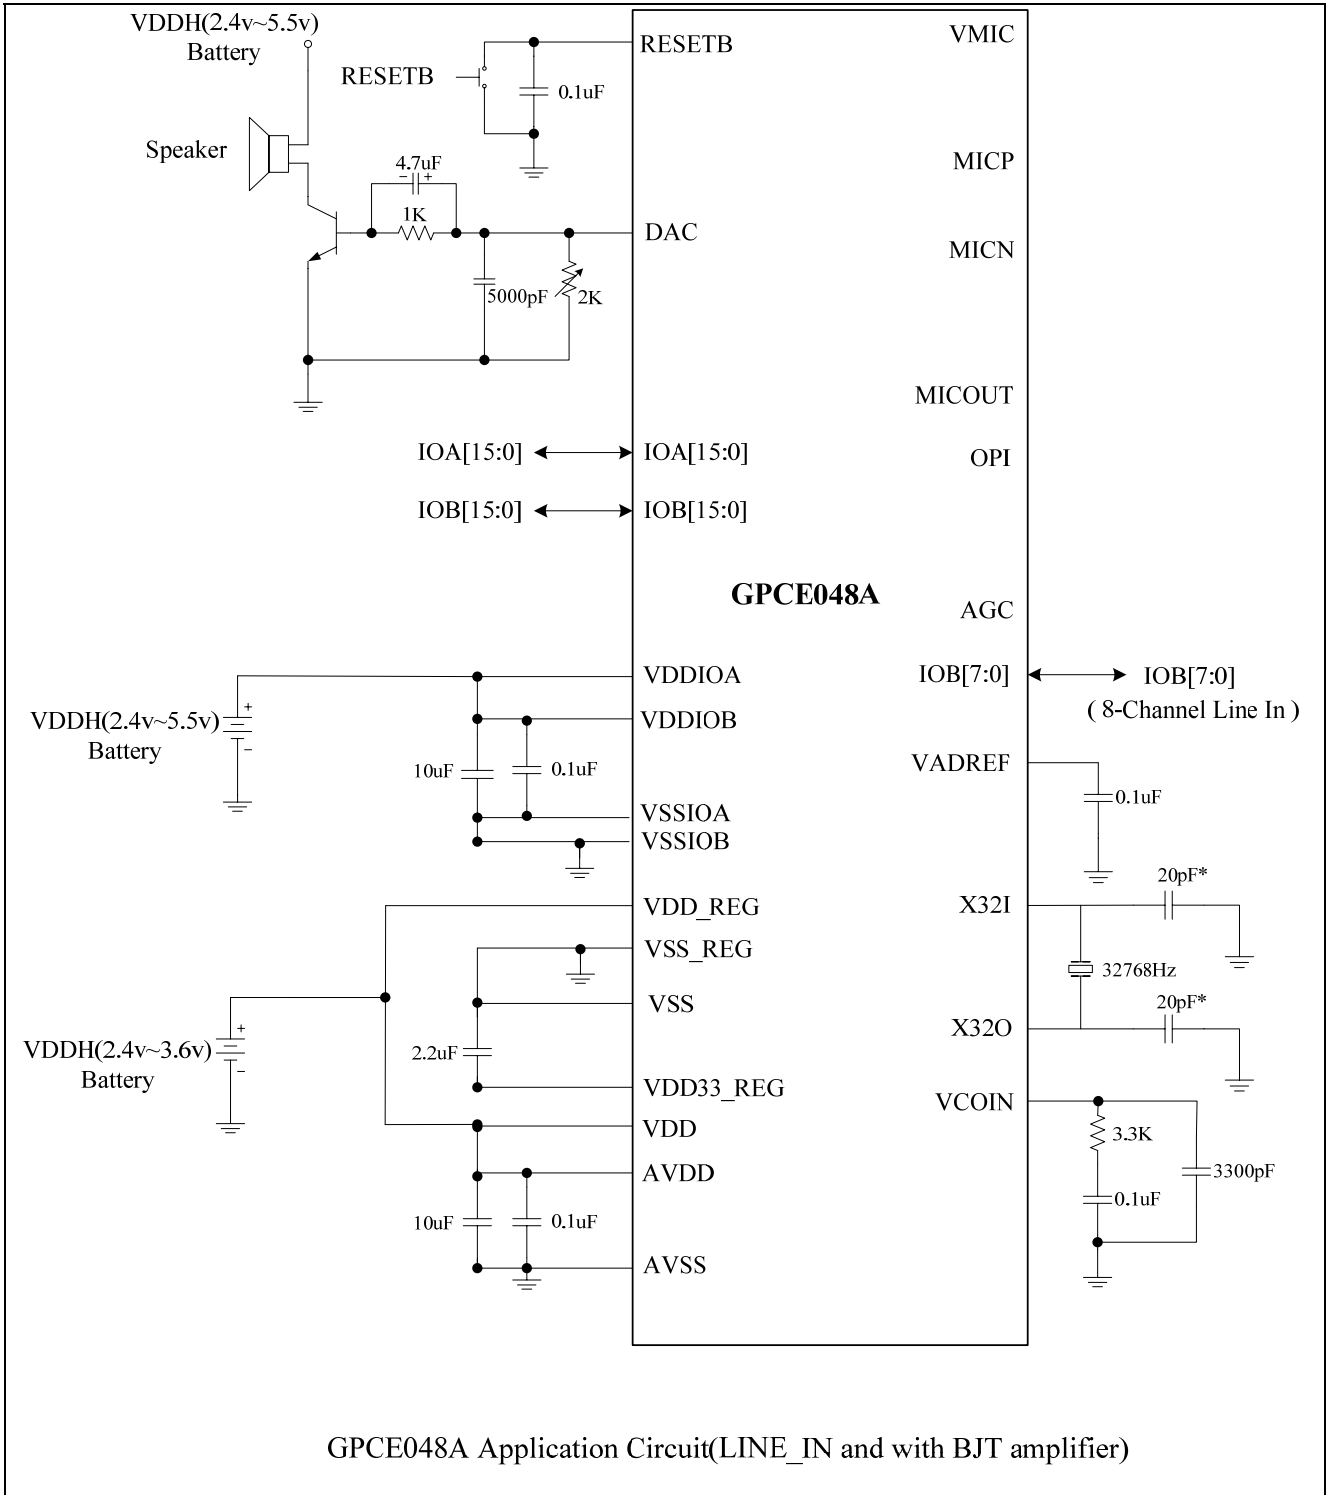 VDDH(2.4v~5.5v)
Battery
RESETB
0.1uF
RESETB
VMIC
Speaker
4.7uF
− +
1K
5000pF
2K
DAC
MICP
MICN
MICOUT
OPI
IOA[15:0]
IOA[15:0]
IOB[15:0]
IOB[15:0]
GPCE048A
AGC
IOB[7:0]
IOB[7:0]
( 8-Channel Line In )
VDDH(2.4v~5.5v)
Battery
+
−
10uF
0.1uF
VDDIOA
VDDIOB
VSSIOA
VSSIOB
VADREF
0.1uF
VDD_REG
VSS_REG
VSS
2.2uF
VDD33_REG
VDDH(2.4v~3.6v)
Battery
+
−
VDD
AVDD
10uF
0.1uF
AVSS
X32I
20pF*
32768Hz
X32O
20pF*
VCOIN
3.3K
0.1uF
3300pF
GPCE048A Application Circuit(LINE_IN and with BJT amplifier)